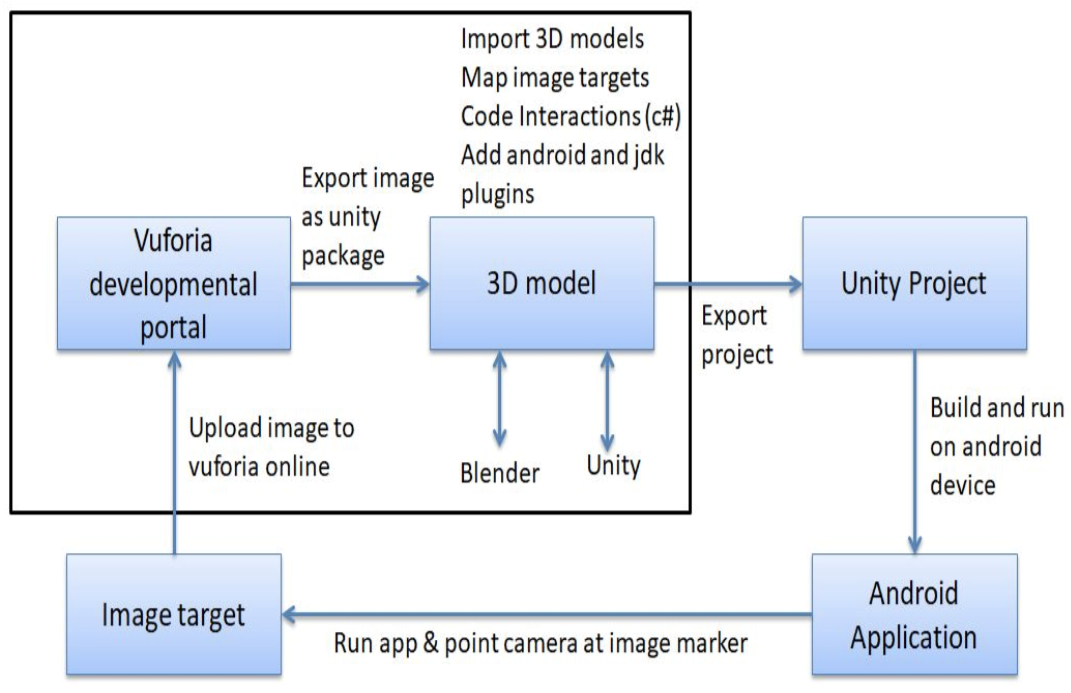 Import 3D models
Map image targets
Code Interactions (c#)
Add android and jdk
plugins
Export image
as unity
package
Vuforia
developmental
portal
3D model
Unity Project
Export
project
Upload image to
vuforia online
Blender
Unity
Build and run
on android
device
Image target
Android
Application
Run app & point camera at image marker